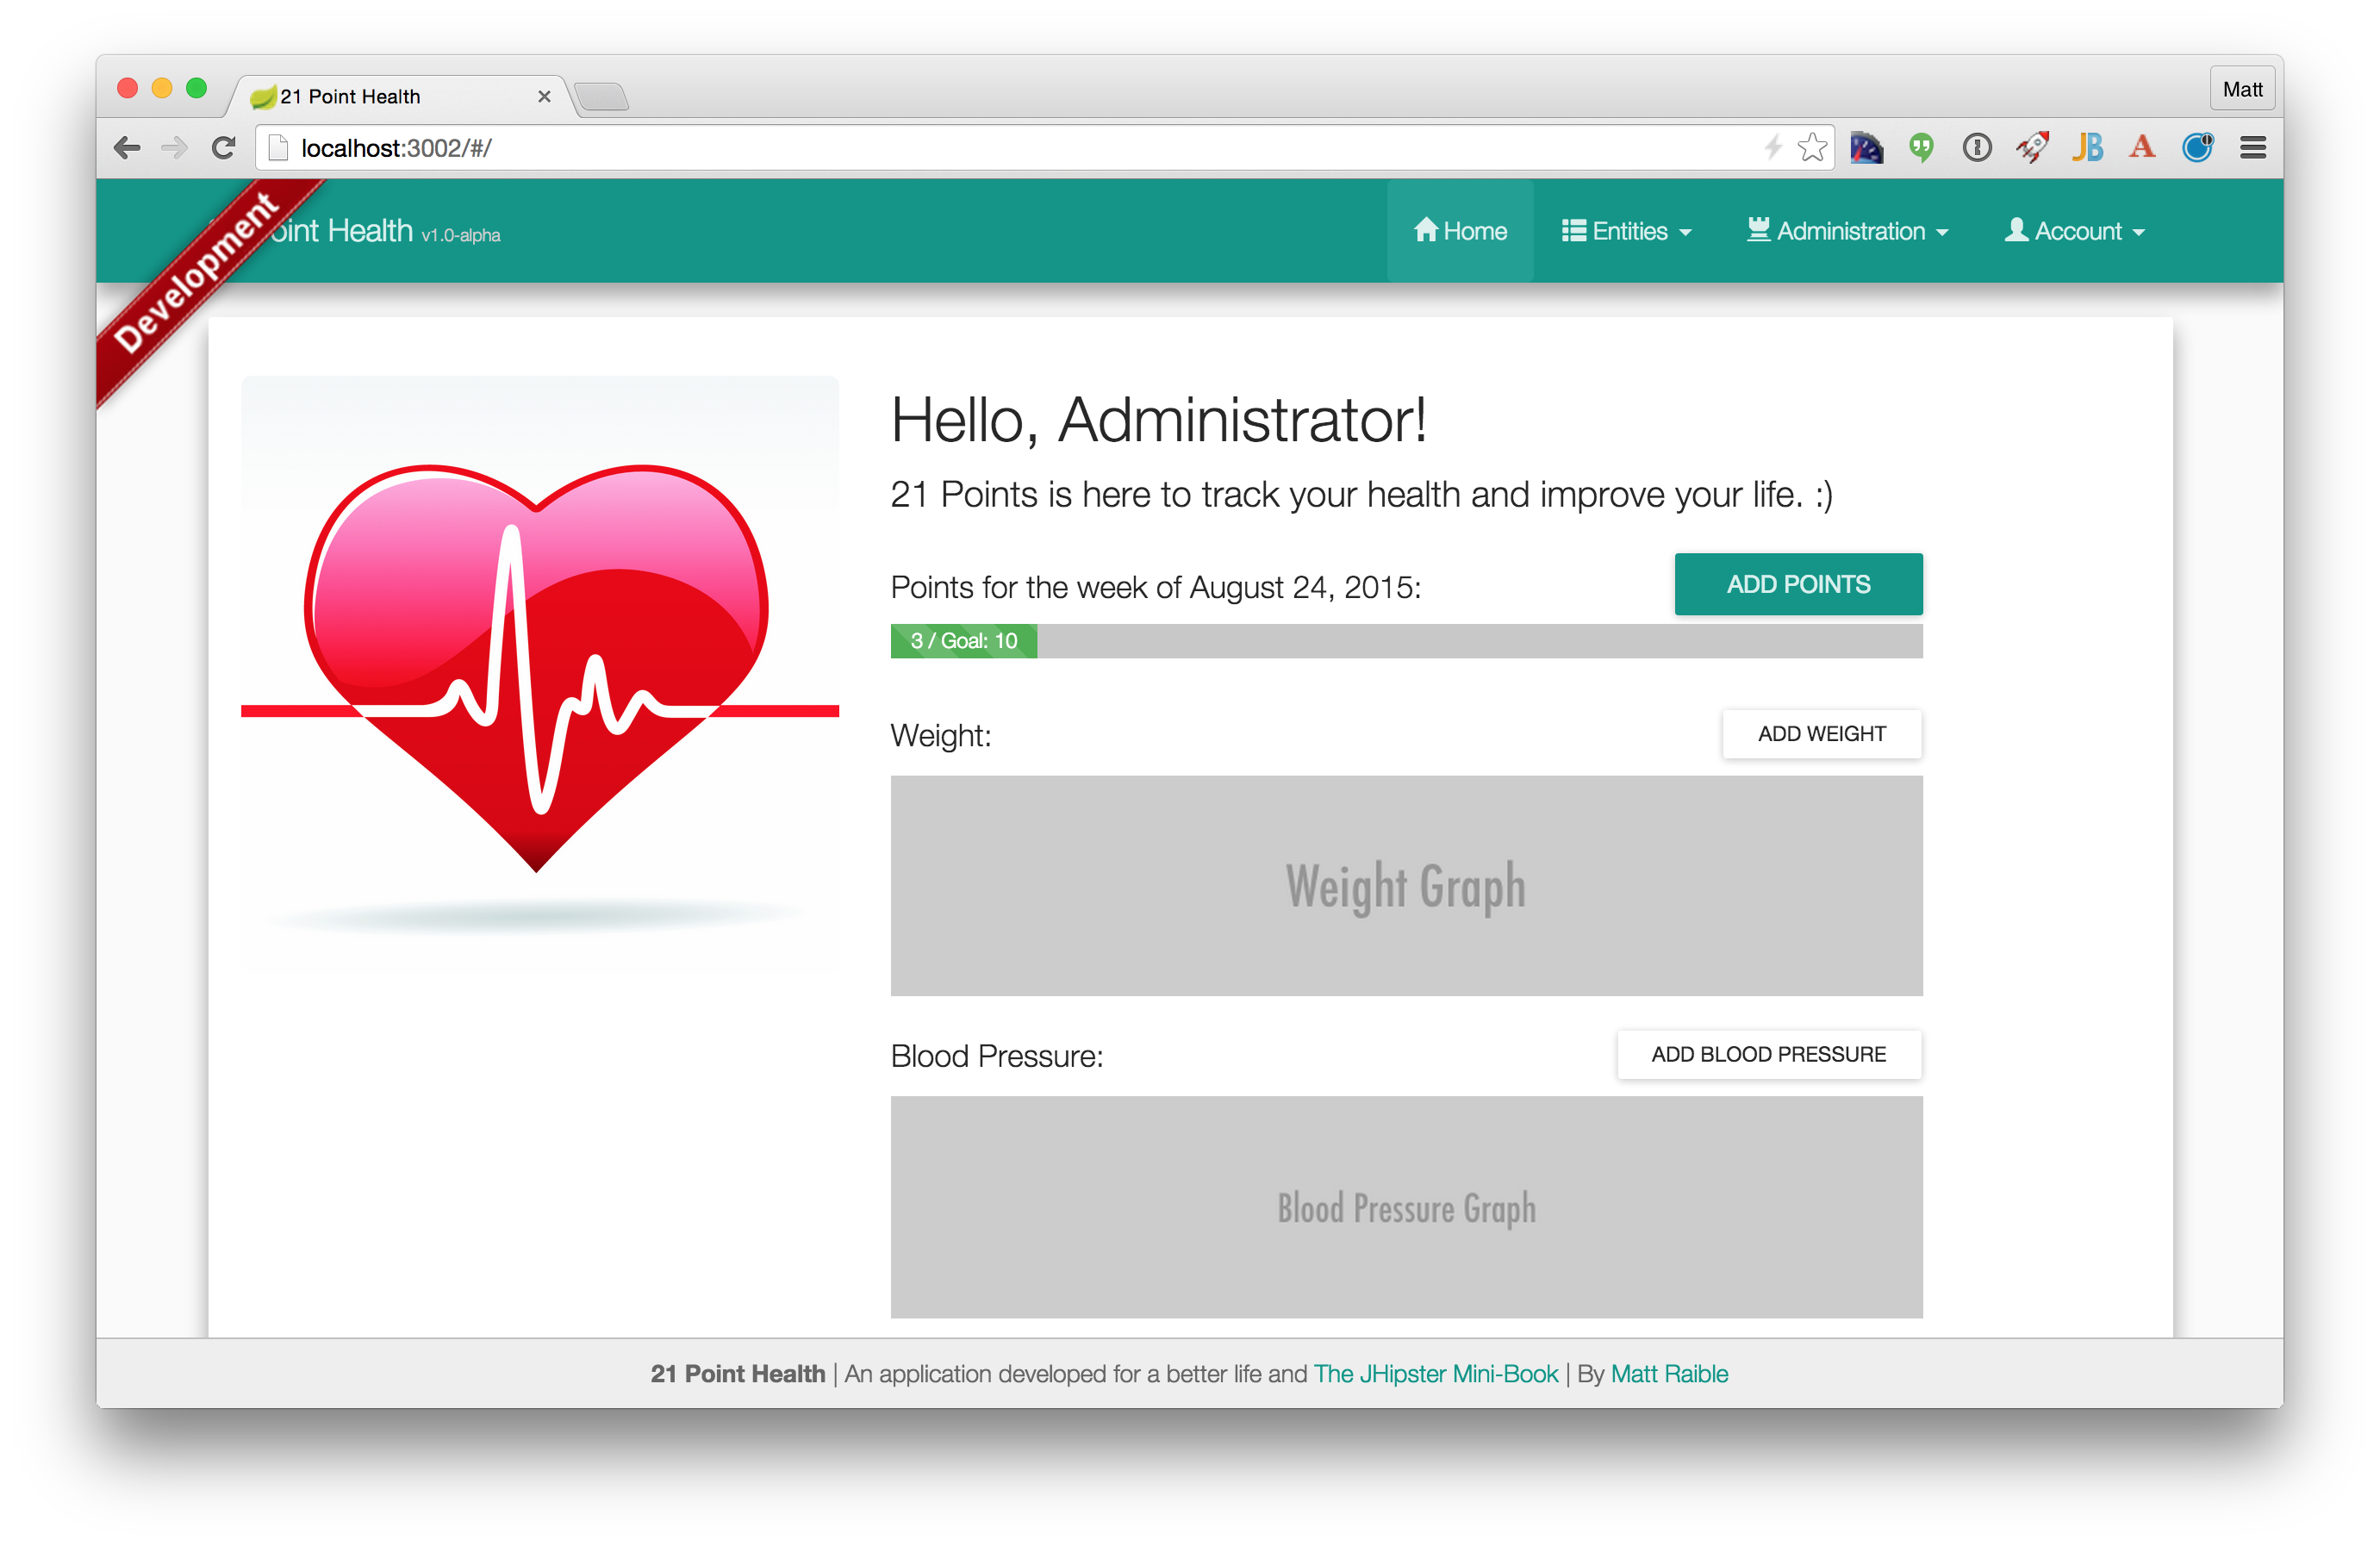 21 Point Health
Matt
localhost:3002/#/
Development
oint Health v1.0-alpha
Home
Entities
Administration
Account
Hello, Administrator!
21 Points is here to track your health and improve your life. :)
Points for the week of August 24, 2015:
ADD POINTS
3 / Goal: 10
Weight:
ADD WEIGHT
Weight Graph
Blood Pressure:
ADD BLOOD PRESSURE
Blood Pressure Graph
21 Point Health | An application developed for a better life and The JHipster Mini-Book | By Matt Raible